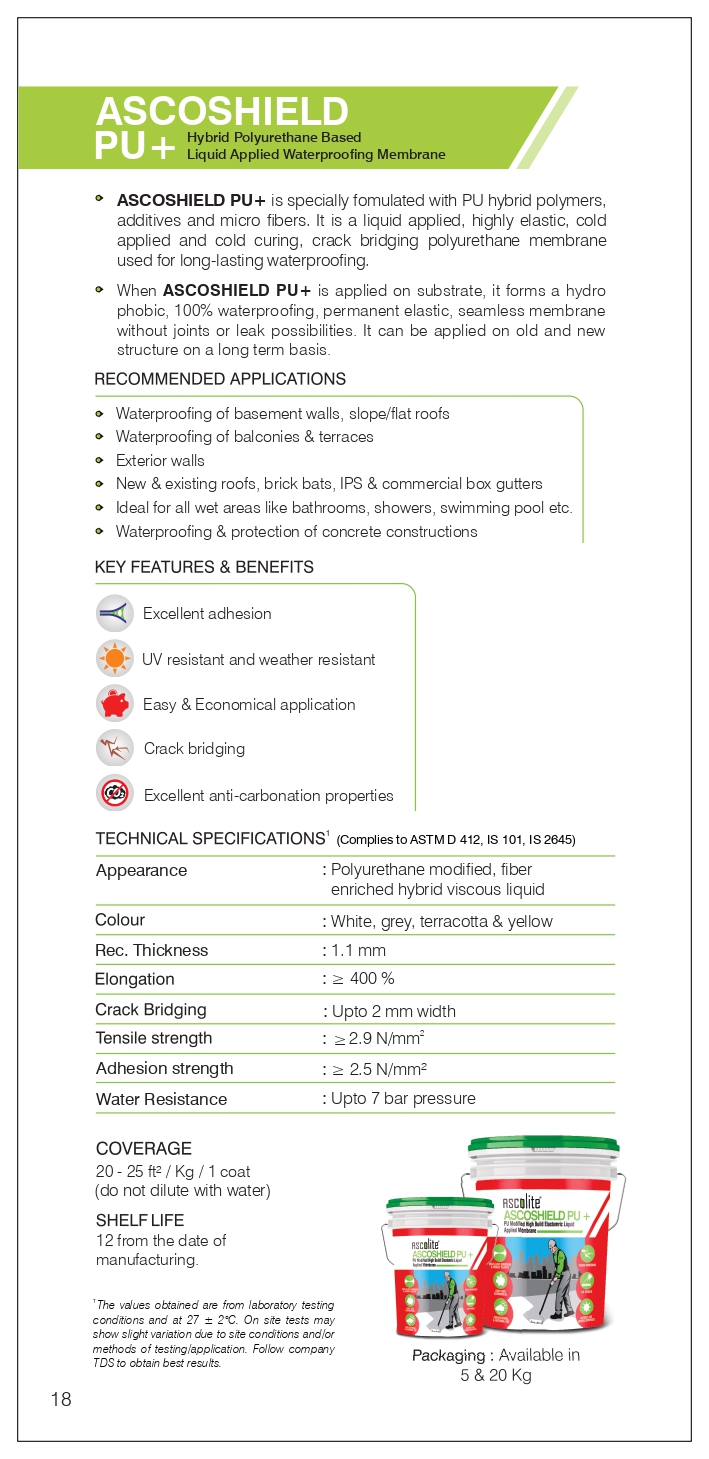 ASCOSHIELD
PU+ Hybrid Polyurethane Based
Liquid Applied Waterproofing Membrane
ASCOSHIELD PU+ is specially fomulated with PU hybrid polymers,
additives and micro fibers. It is a liquid applied, highly elastic, cold
applied and cold curing, crack bridging polyurethane membrane
used for long-lasting waterproofing.
When ASCOSHIELD PU+ is applied on substrate, it forms a hydro
phobic, 100% waterproofing, permanent elastic, seamless membrane
without joints or leak possibilities. It can be applied on old and new
structure on a long term basis.
RECOMMENDED APPLICATIONS
Waterproofing of basement walls, slope/flat roofs
Waterproofing of balconies & terraces
Exterior walls
New & existing roofs, brick bats, IPS & commercial box gutters
Ideal for all wet areas like bathrooms, showers, swimming pool etc.
Waterproofing & protection of concrete constructions
KEY FEATURES & BENEFITS
Excellent adhesion
UV resistant and weather resistant
Easy & Economical application
Crack bridging
Excellent anti-carbonation properties
TECHNICAL SPECIFICATIONS¹ (Complies to ASTM D 412, IS 101, IS 2645)
Appearance : Polyurethane modified, fiber
enriched hybrid viscous liquid
Colour : White, grey, terracotta & yellow
Rec. Thickness : 1.1 mm
Elongation : ≥ 400 %
Crack Bridging : Upto 2 mm width
Tensile strength : ≥ 2.9 N/mm²
Adhesion strength : ≥ 2.5 N/mm²
Water Resistance : Upto 7 bar pressure
COVERAGE
20 - 25 ft² / Kg / 1 coat
(do not dilute with water)
SHELF LIFE
12 from the date of
manufacturing.
¹The values obtained are from laboratory testing
conditions and at 27 ± 2°C. On site tests may
show slight variation due to site conditions and/or
methods of testing/application. Follow company
TDS to obtain best results.
ASCOlite
ASCOSHIELD PU +
PU Modified High Build Elastomeric Liquid
Applied Membrane
ASCOlite
ASCOSHIELD PU +
PU Modified High Build Elastomeric Liquid
Applied Membrane
Packaging : Available in
5 & 20 Kg
18